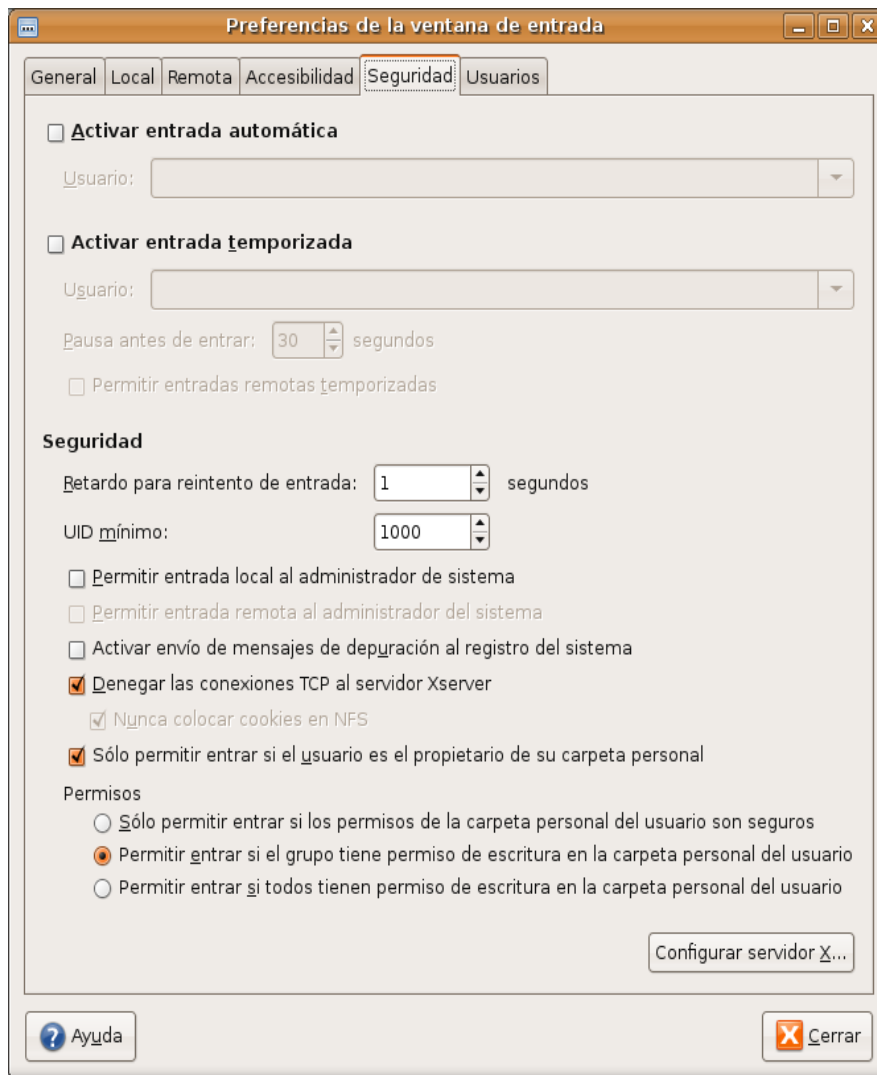 Preferencias de la ventana de entrada
General Local Remota Accesibilidad Seguridad Usuarios
Activar entrada automática
Usuario:
Activar entrada temporizada
Usuario:
Pausa antes de entrar: 30 segundos
Permitir entradas remotas temporizadas
Seguridad
Retardo para reintento de entrada: 1 segundos
UID mínimo: 1000
Permitir entrada local al administrador de sistema
Permitir entrada remota al administrador del sistema
Activar envío de mensajes de depuración al registro del sistema
Denegar las conexiones TCP al servidor Xserver
Nunca colocar cookies en NFS
Sólo permitir entrar si el usuario es el propietario de su carpeta personal
Permisos
Sólo permitir entrar si los permisos de la carpeta personal del usuario son seguros
Permitir entrar si el grupo tiene permiso de escritura en la carpeta personal del usuario
Permitir entrar si todos tienen permiso de escritura en la carpeta personal del usuario
Configurar servidor X...
Ayuda Cerrar